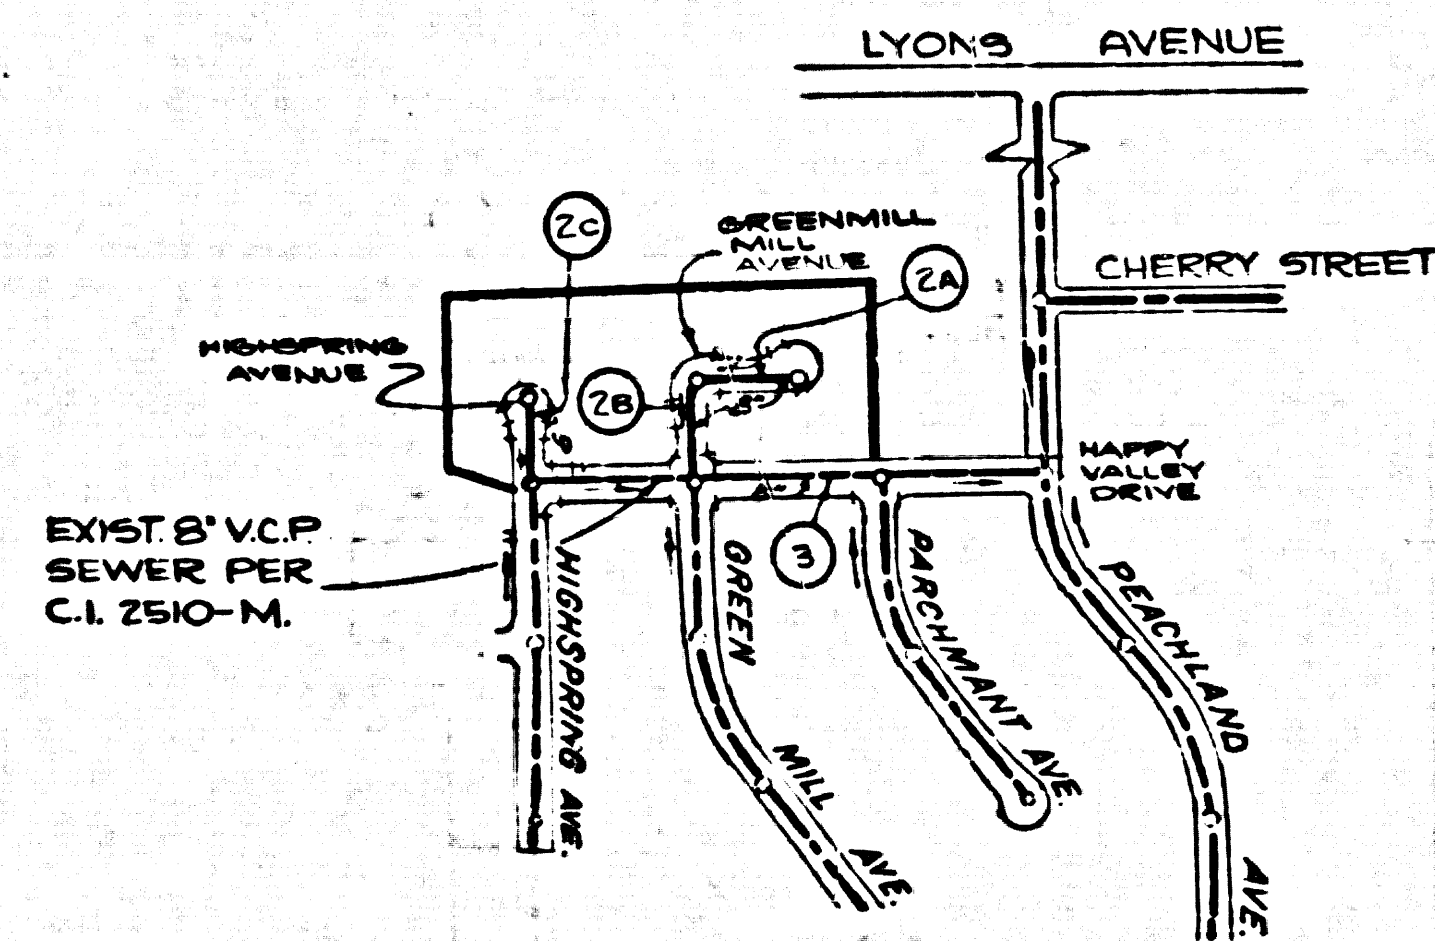 LYONS AVENUE
2C
GREENMILL
MILL
AVENUE
2A
CHERRY STREET
HIGHSPRING
AVENUE
2B
8"
HAPPY
VALLEY
DRIVE
EXIST. 8" V.C.P.
SEWER PER
C.I. 2510-M.
3
HIGHSPRING AVE.
GREEN MILL AVE.
PARCHMANT AVE.
PEACHLAND AVE.